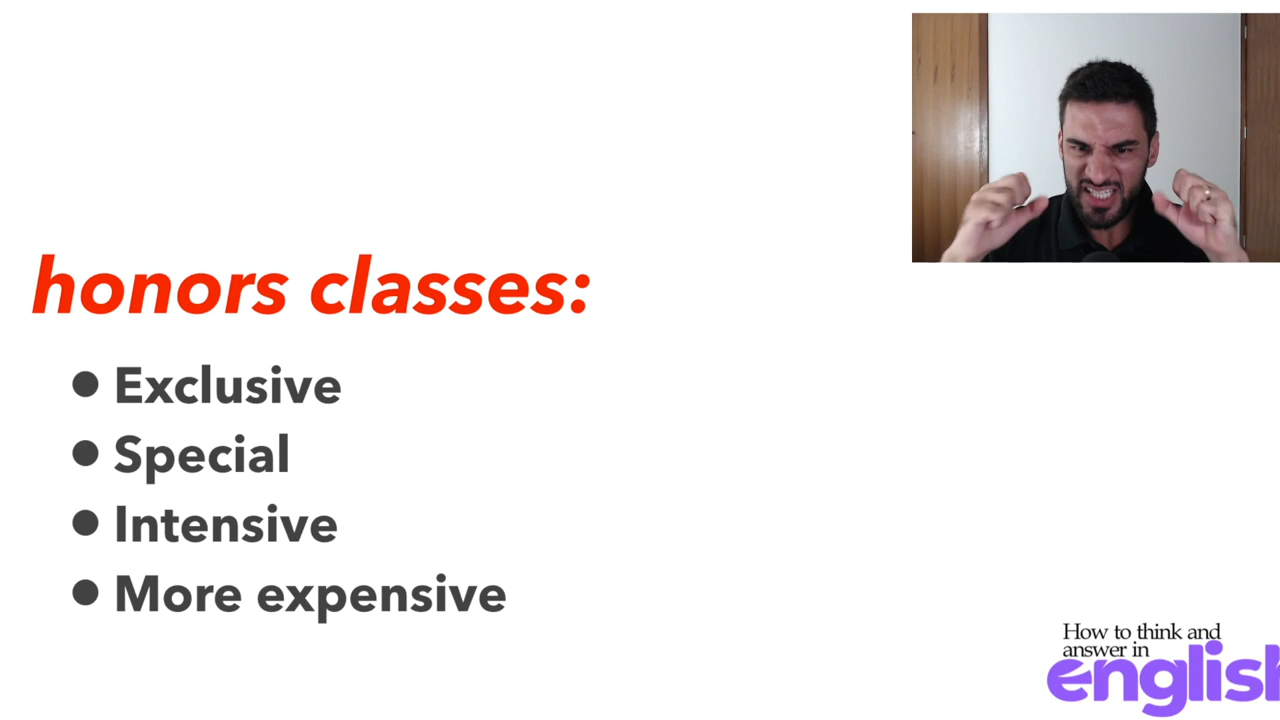 honors classes:
• Exclusive
• Special
• Intensive
• More expensive
How to think and
answer in
english